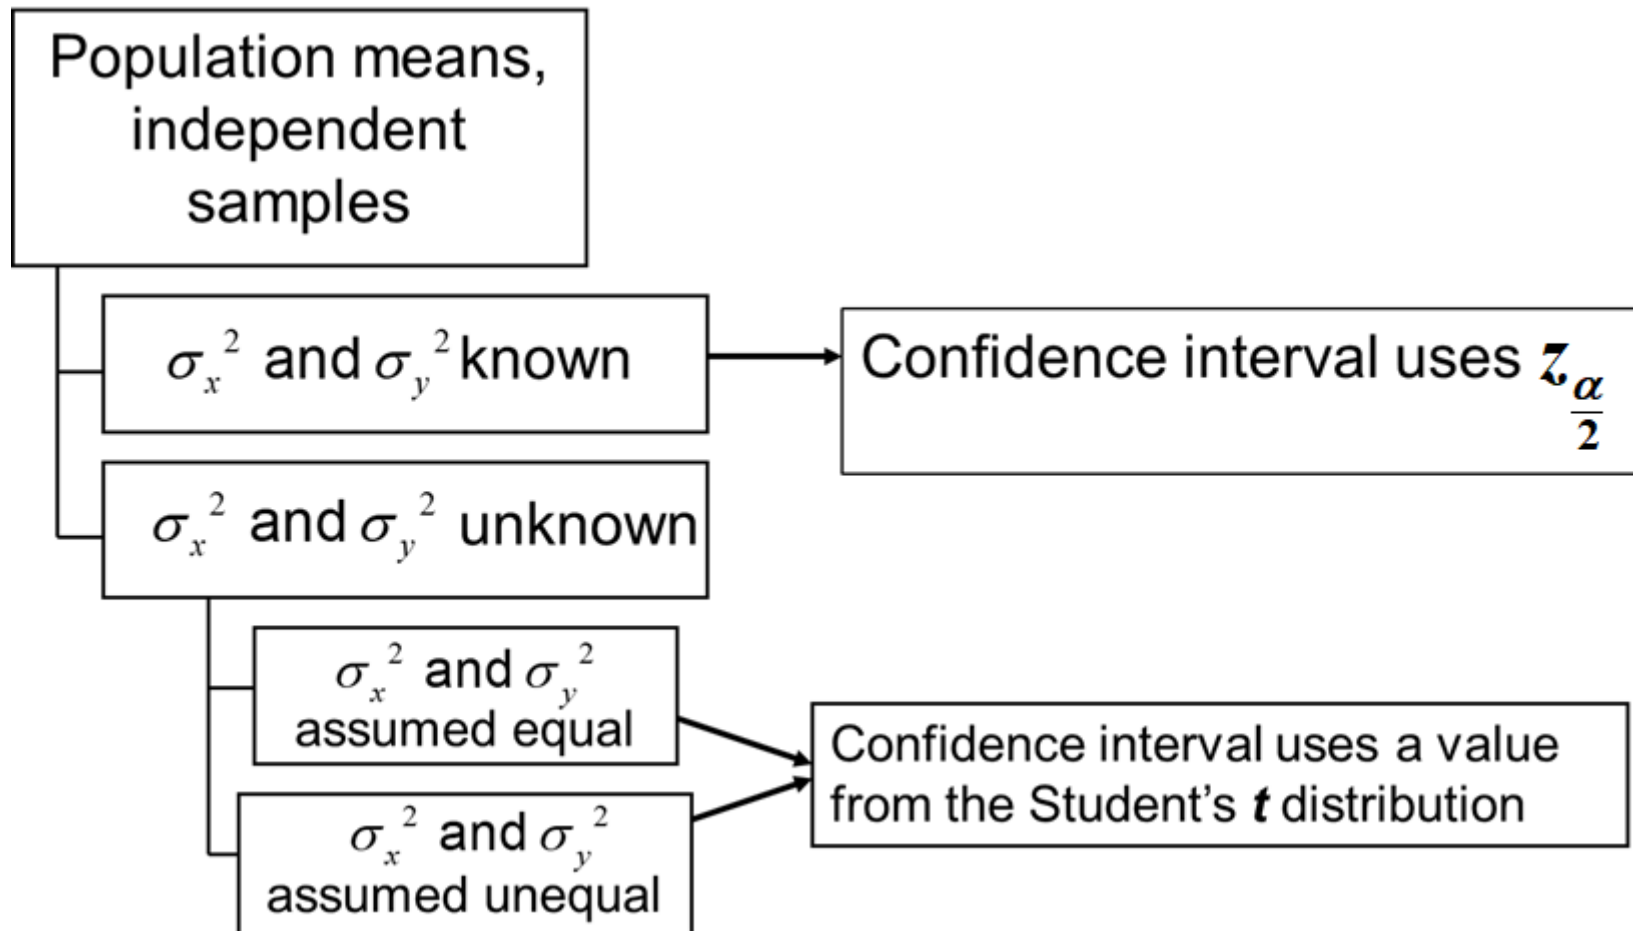 Population means,
independent
samples
σx² and σy² known
Confidence interval uses zα/2
σx² and σy² unknown
σx² and σy²
assumed equal
Confidence interval uses a value
from the Student’s t distribution
σx² and σy²
assumed unequal